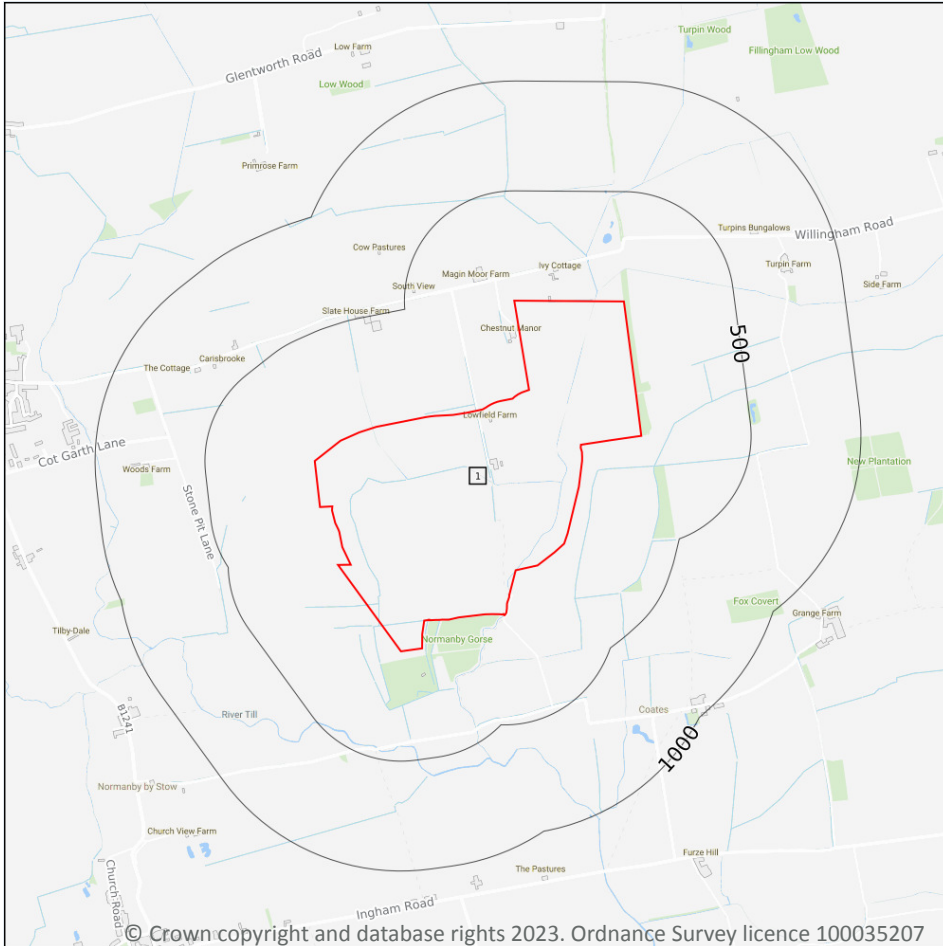 Turpin Wood
Low Farm
Fillingham Low Wood
Glentworth Road
Low Wood
Primrose Farm
Turpins Bungalows
Willingham Road
Cow Pastures
Ivy Cottage
Turpin Farm
Magin Moor Farm
South View
Side Farm
Slate House Farm
Chestnut Manor
500
Carisbrooke
The Cottage
Lowfield Farm
Cot Garth Lane
New Plantation
Woods Farm
1
Stone Pit Lane
Fox Covert
Grange Farm
Tilby-Dale
Normanby Gorse
River Till
Coates
B1241
1000
Normanby by Stow
Church View Farm
Furze Hill
The Pastures
Church Road
Ingham Road
© Crown copyright and database rights 2023. Ordnance Survey licence 100035207